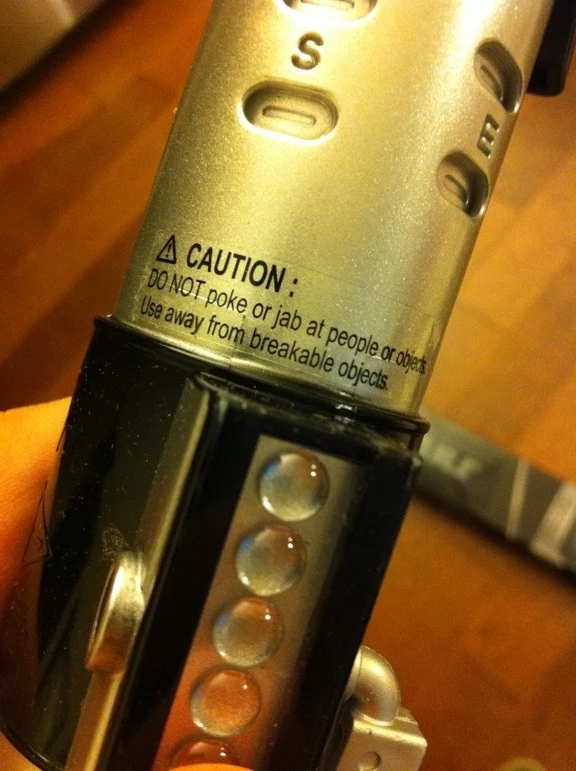 S
E
⚠ CAUTION :
DO NOT poke or jab at people or objects.
Use away from breakable objects.